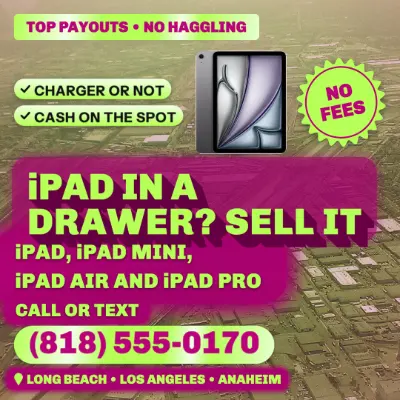 TOP PAYOUTS • NO HAGGLING
✓ CHARGER OR NOT
✓ CASH ON THE SPOT
NO
FEES
iPAD IN A
DRAWER? SELL IT
iPAD, iPAD MINI,
iPAD AIR AND iPAD PRO
CALL OR TEXT
(818) 555-0170
LONG BEACH • LOS ANGELES • ANAHEIM